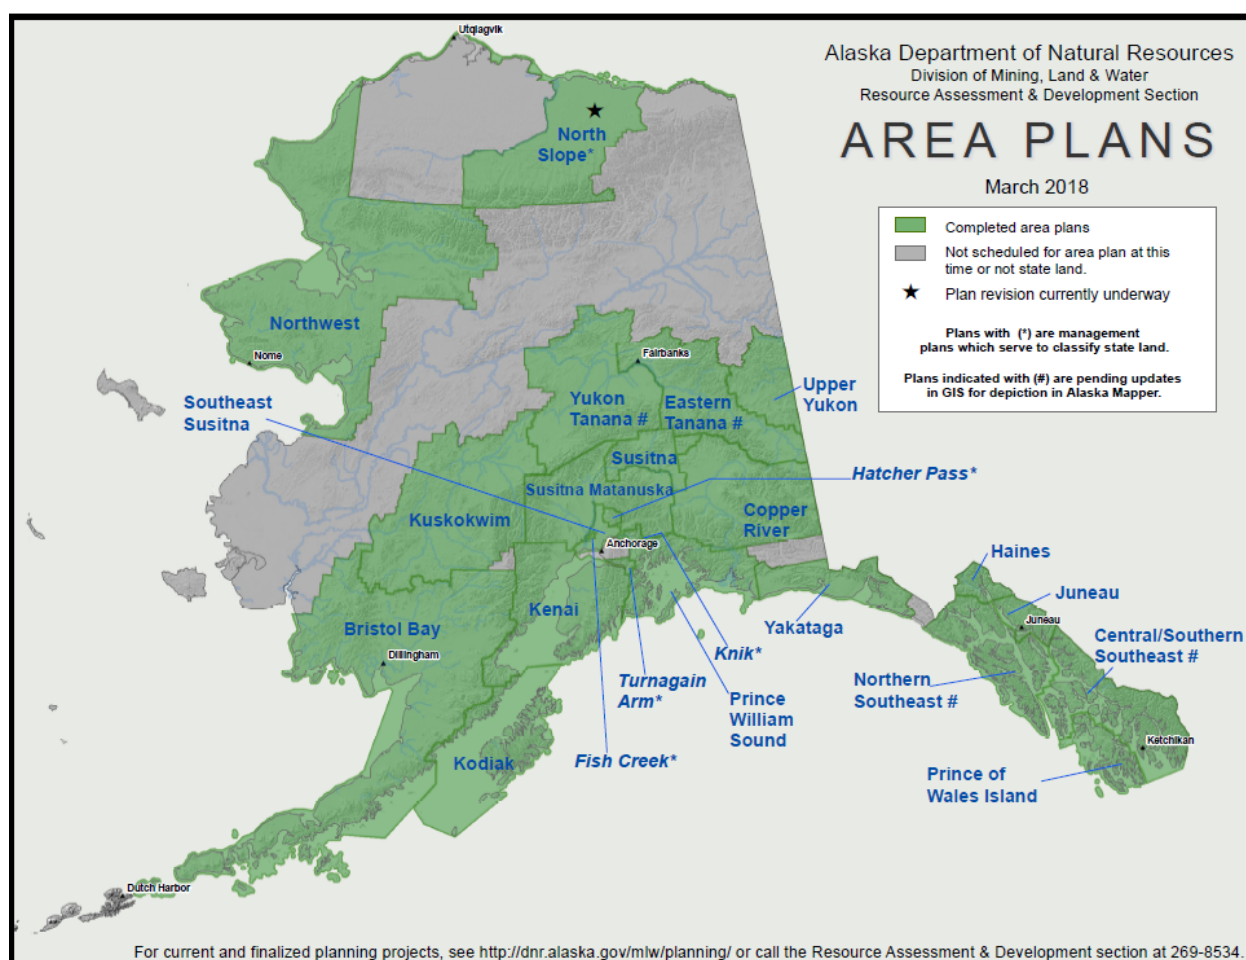 Utqiagvik
Alaska Department of Natural Resources
Division of Mining, Land & Water
Resource Assessment & Development Section
AREA PLANS
March 2018
Completed area plans
Not scheduled for area plan at this
time or not state land.
Plan revision currently underway
Plans with (*) are management
plans which serve to classify state land.
Plans indicated with (#) are pending updates
in GIS for depiction in Alaska Mapper.
North
Slope*
Northwest
Nome
Fairbanks
Southeast
Susitna
Yukon
Tanana #
Eastern
Tanana #
Upper
Yukon
Susitna
Hatcher Pass*
Susitna Matanuska
Kuskokwim
Copper
River
Anchorage
Haines
Kenai
Juneau
Juneau
Bristol Bay
Yakataga
Central/Southern
Southeast #
Dillingham
Knik*
Turnagain
Arm*
Northern
Southeast #
Prince
William
Sound
Ketchikan
Kodiak
Fish Creek*
Prince of
Wales Island
Dutch Harbor
For current and finalized planning projects, see http://dnr.alaska.gov/mlw/planning/ or call the Resource Assessment & Development section at 269-8534.